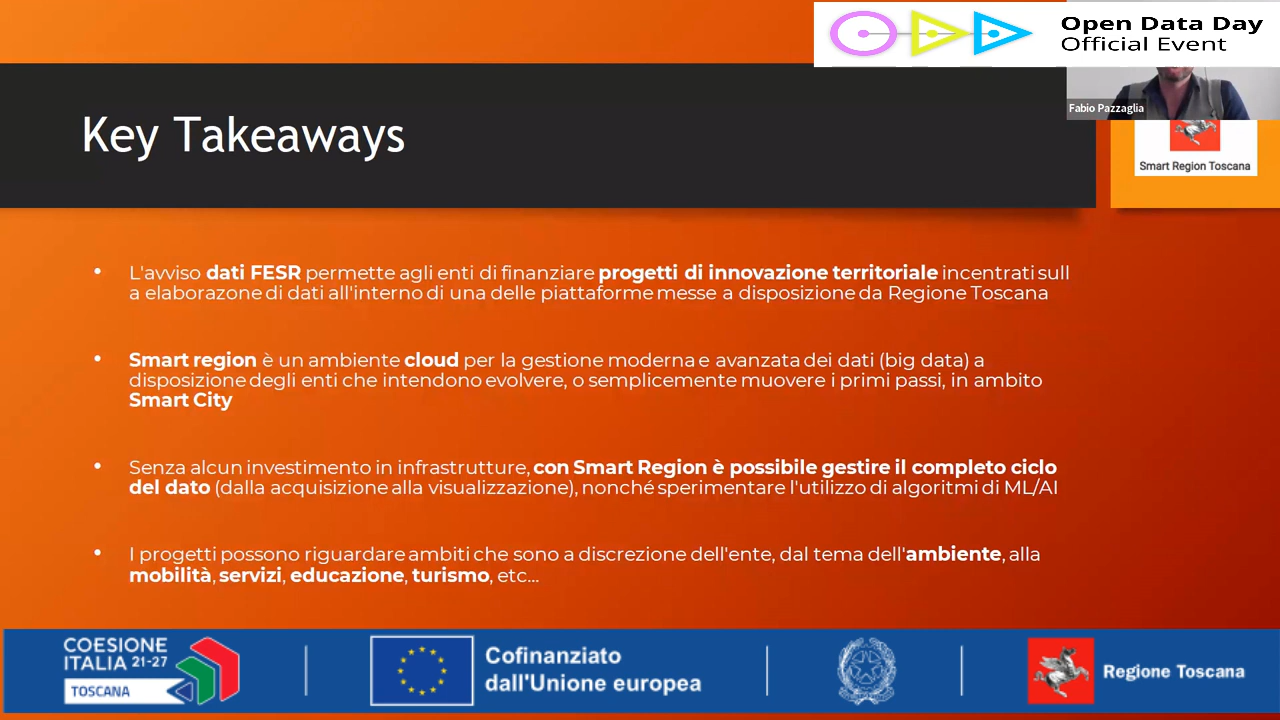 Open Data Day
Official Event
Fabio Pazzaglia
Key Takeaways
Smart Region Toscana
• L'avviso dati FESR permette agli enti di finanziare progetti di innovazione territoriale incentrati sull
a elaborazone di dati all'interno di una delle piattaforme messe a disposizione da Regione Toscana
• Smart region è un ambiente cloud per la gestione moderna e avanzata dei dati (big data) a
disposizione degli enti che intendono evolvere, o semplicemente muovere i primi passi, in ambito
Smart City
• Senza alcun investimento in infrastrutture, con Smart Region è possibile gestire il completo ciclo
del dato (dalla acquisizione alla visualizzazione), nonché sperimentare l'utilizzo di algoritmi di ML/AI
• I progetti possono riguardare ambiti che sono a discrezione dell'ente, dal tema dell'ambiente, alla
mobilità, servizi, educazione, turismo, etc...
COESIONE
ITALIA 21-27
TOSCANA
Cofinanziato
dall'Unione europea
Regione Toscana